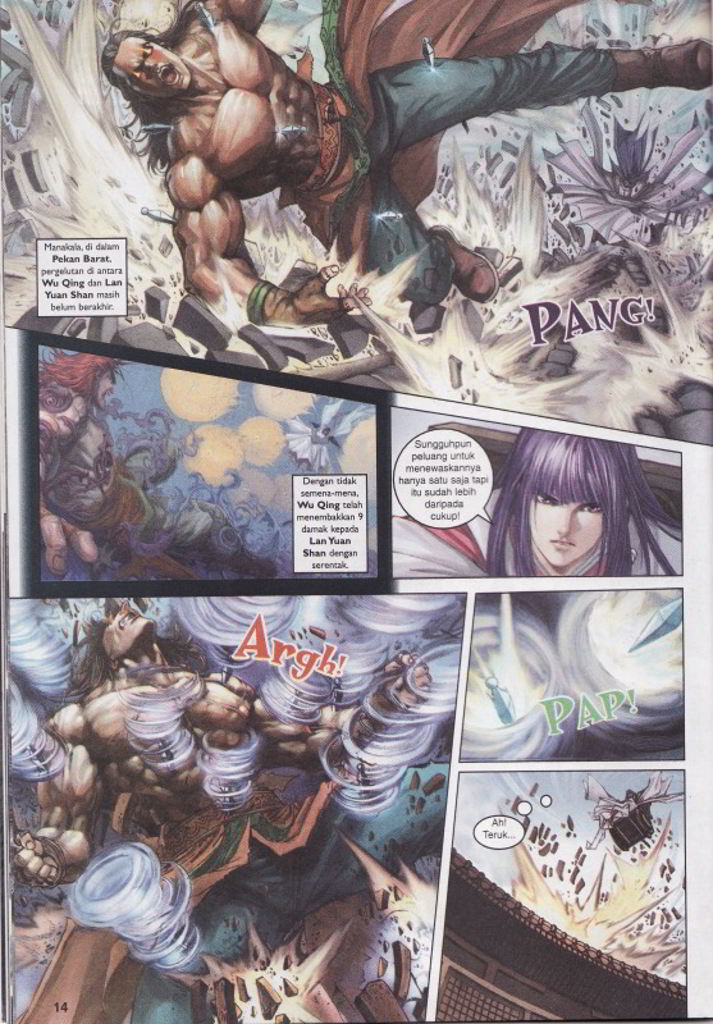 Manakala, di dalam
Pekan Barat,
pergelutan di antara
Wu Qing dan Lan
Yuan Shan masih
belum berakhir.
PANG!
Dengan tidak
semena-mena,
Wu Qing telah
menembakkan 9
damak kepada
Lan Yuan
Shan dengan
serentak.
Sungguhpun
peluang untuk
menewaskannya
hanya satu saja tapi
itu sudah lebih
daripada
cukup!
Argh!
PAP!
Ah!
Teruk...
14